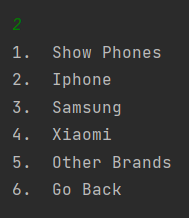 2
1.  Show Phones
2.  Iphone
3.  Samsung
4.  Xiaomi
5.  Other Brands
6.  Go Back